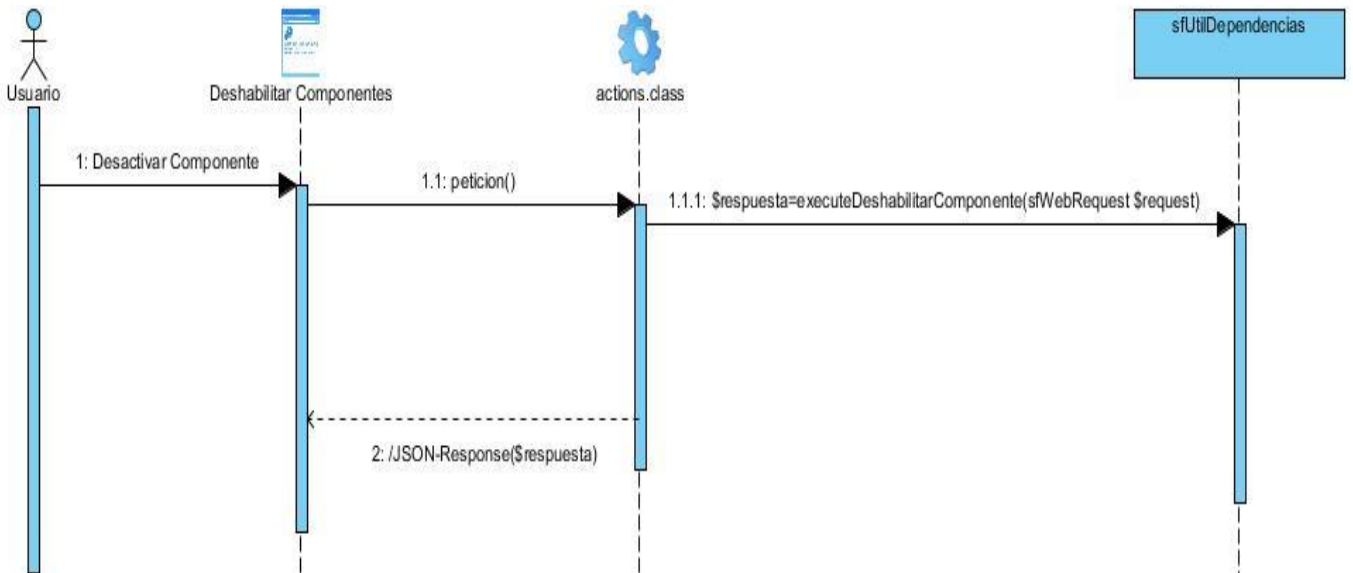 sfUtilDependencias
Usuario
Deshabilitar Componentes
actions.class
1: Desactivar Componente
1.1: peticion()
1.1.1: $respuesta=executeDeshabilitarComponente(sfWebRequest $request)
2: /JSON-Response($respuesta)